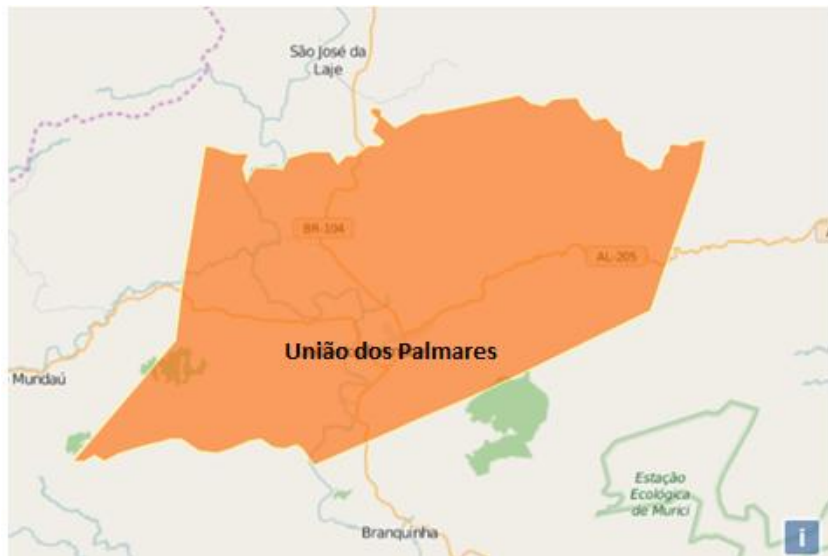 São José da
Laje
BR-104
AL-205
União dos Palmares
Mundaú
Estação
Ecológica
de Murici
Branquinha
i